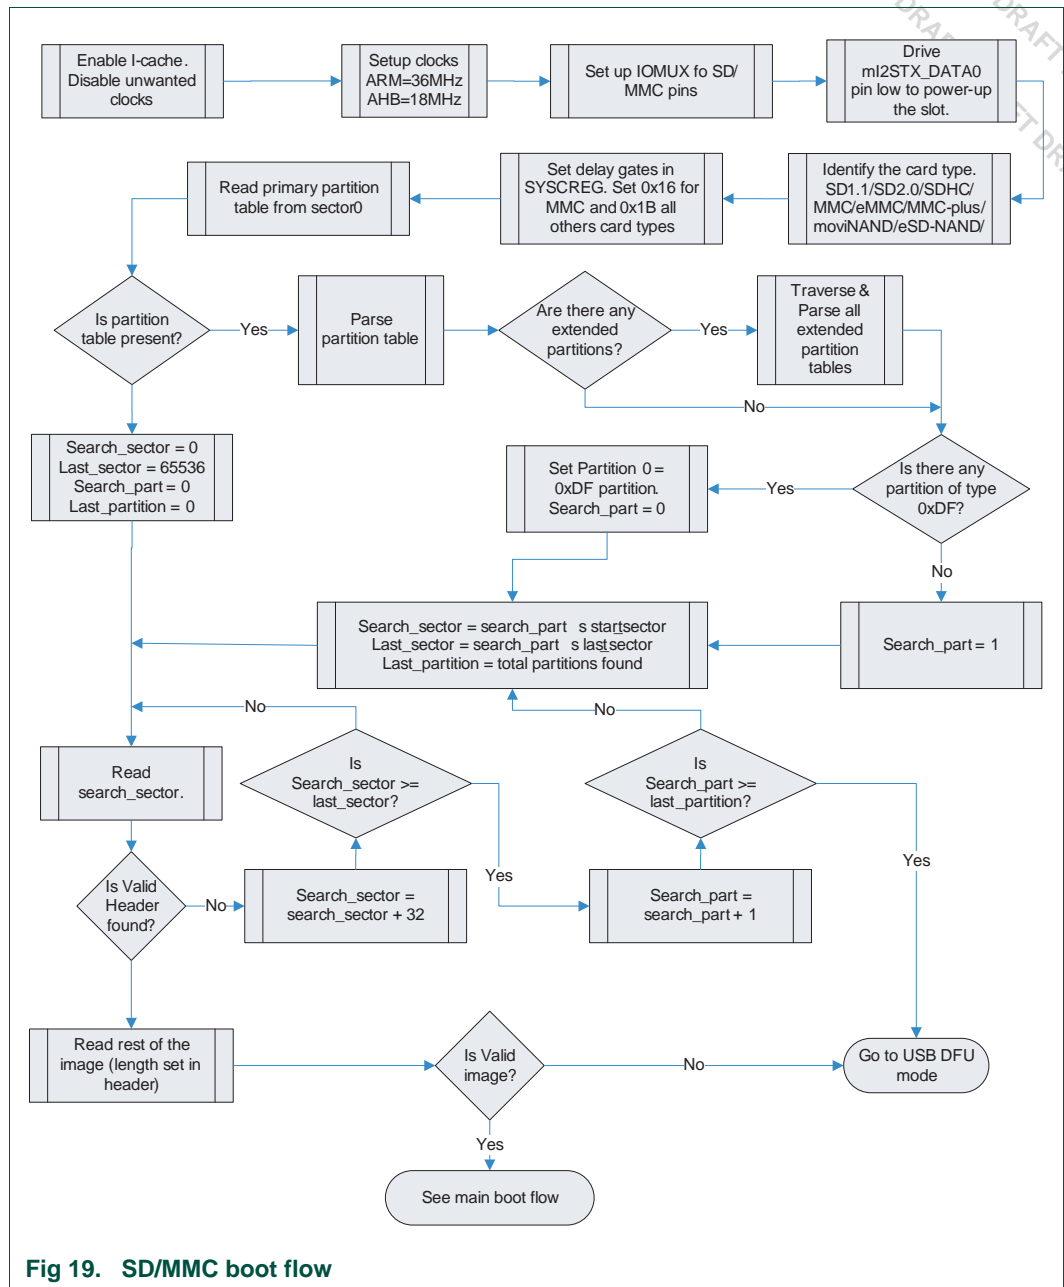 DRAFT
DRAFT
DRAFT DRAFT
Enable I-cache.
Disable unwanted
clocks
Setup clocks
ARM=36MHz
AHB=18MHz
Set up IOMUX fo SD/
MMC pins
Drive
mI2STX_DATA0
pin low to power-up
the slot.
Read primary partition
table from sector0
Set delay gates in
SYSCREG. Set 0x16 for
MMC and 0x1B all
others card types
Identify the card type.
SD1.1/SD2.0/SDHC/
MMC/eMMC/MMC-plus/
moviNAND/eSD-NAND/
Is partition
table present?
Yes
Parse
partition table
Are there any
extended
partitions?
Yes
Traverse &
Parse all
extended
partition
tables
No
Search_sector = 0
Last_sector = 65536
Search_part = 0
Last_partition = 0
Set Partition 0 =
0xDF partition.
Search_part = 0
Yes
Is there any
partition of type
0xDF?
No
Search_sector = search_part s startsector
Last_sector = search_part s lastsector
Last_partition = total partitions found
Search_part = 1
No
No
Read
search_sector.
Is
Search_sector >=
last_sector?
Is
Search_part >=
last_partition?
Yes
Yes
Is Valid
Header
found?
No
Search_sector =
search_sector + 32
Search_part =
search_part + 1
Read rest of the
image (length set in
header)
Is Valid
image?
No
Go to USB DFU
mode
Yes
See main boot flow
Fig 19. SD/MMC boot flow